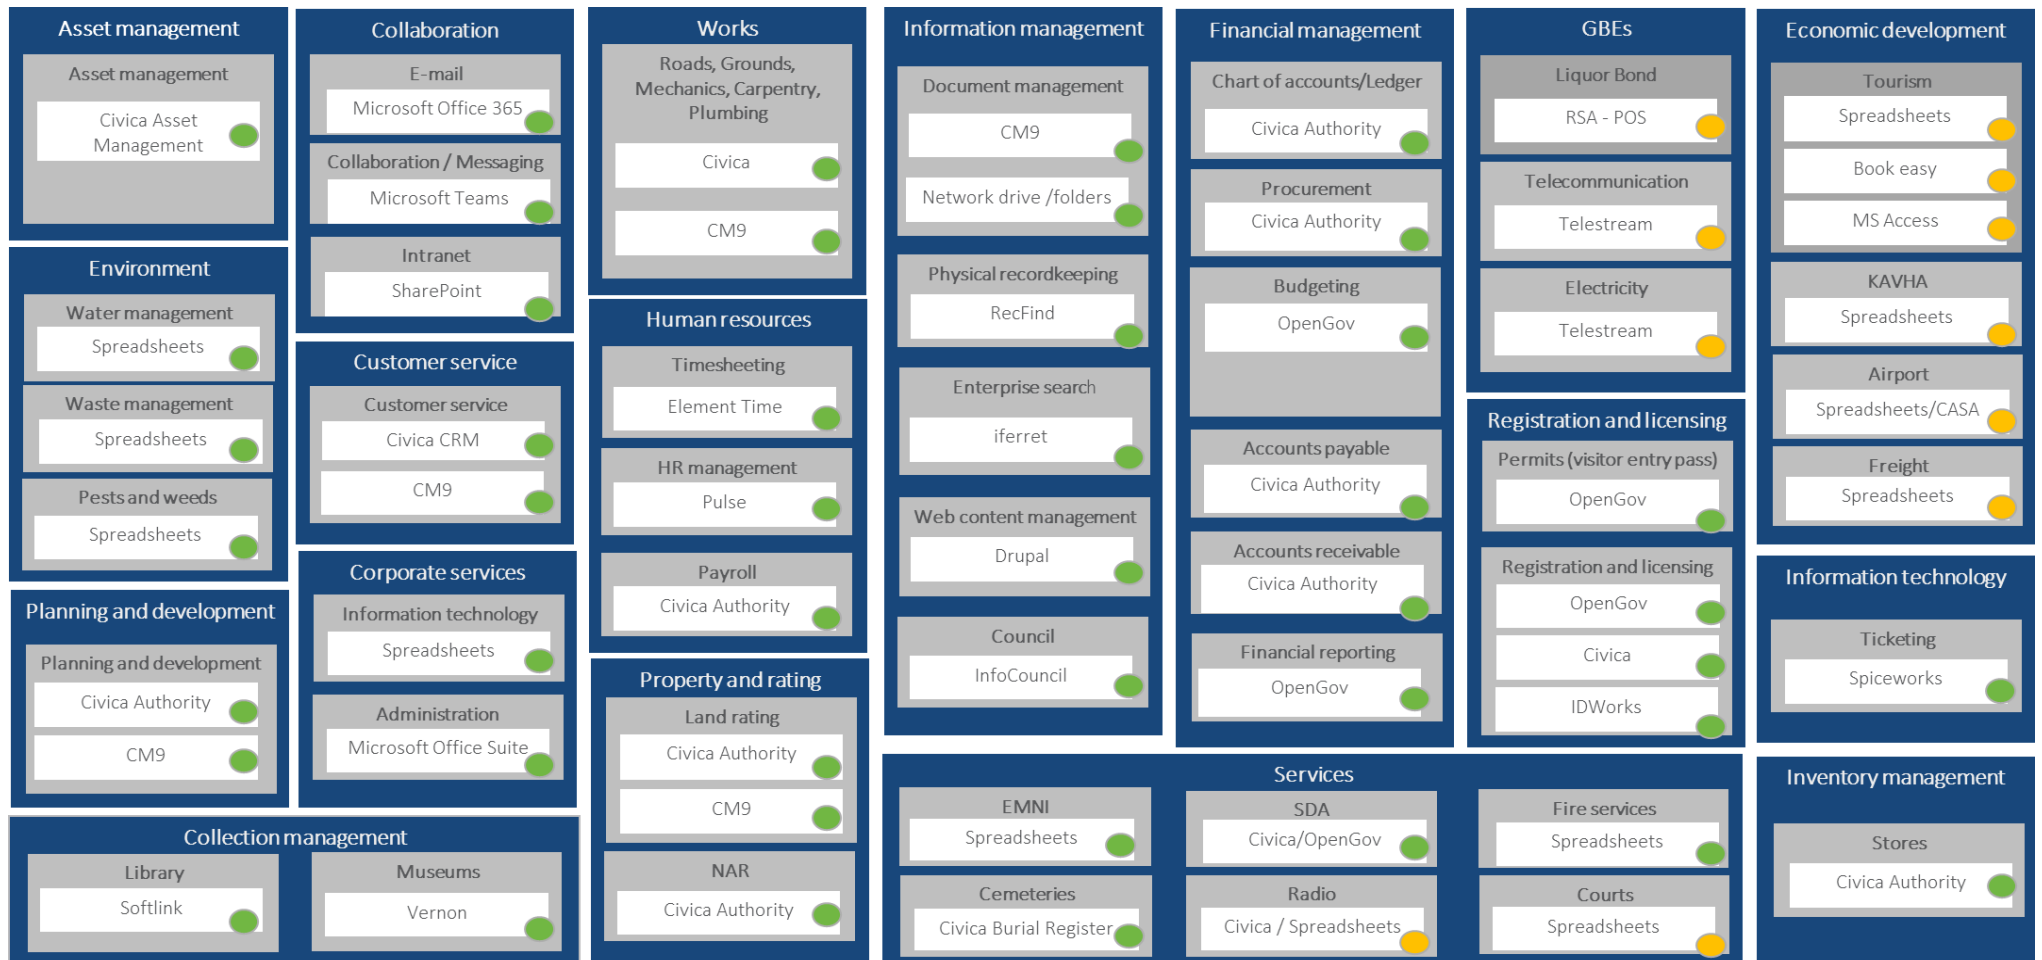 Asset management
Asset management
Civica Asset
Management
Environment
Water management
Spreadsheets
Waste management
Spreadsheets
Pests and weeds
Spreadsheets
Planning and development
Planning and development
Civica Authority
CM9
Collaboration
E-mail
Microsoft Office 365
Collaboration / Messaging
Microsoft Teams
Intranet
SharePoint
Customer service
Customer service
Civica CRM
CM9
Corporate services
Information technology
Spreadsheets
Administration
Microsoft Office Suite
Collection management
Library
Softlink
Museums
Vernon
Works
Roads, Grounds,
Mechanics, Carpentry,
Plumbing
Civica
CM9
Human resources
Timesheeting
Element Time
HR management
Pulse
Payroll
Civica Authority
Property and rating
Land rating
Civica Authority
CM9
NAR
Civica Authority
Information management
Document management
CM9
Network drive /folders
Physical recordkeeping
RecFind
Enterprise search
iferret
Web content management
Drupal
Council
InfoCouncil
Financial management
Chart of accounts/Ledger
Civica Authority
Procurement
Civica Authority
Budgeting
OpenGov
Accounts payable
Civica Authority
Accounts receivable
Civica Authority
Financial reporting
OpenGov
GBEs
Liquor Bond
RSA - POS
Telecommunication
Telestream
Electricity
Telestream
Registration and licensing
Permits (visitor entry pass)
OpenGov
Registration and licensing
OpenGov
Civica
IDWorks
Services
EMNI
Spreadsheets
SDA
Civica/OpenGov
Fire services
Spreadsheets
Cemeteries
Civica Burial Register
Radio
Civica / Spreadsheets
Courts
Spreadsheets
Economic development
Tourism
Spreadsheets
Book easy
MS Access
KAVHA
Spreadsheets
Airport
Spreadsheets/CASA
Freight
Spreadsheets
Information technology
Ticketing
Spiceworks
Inventory management
Stores
Civica Authority